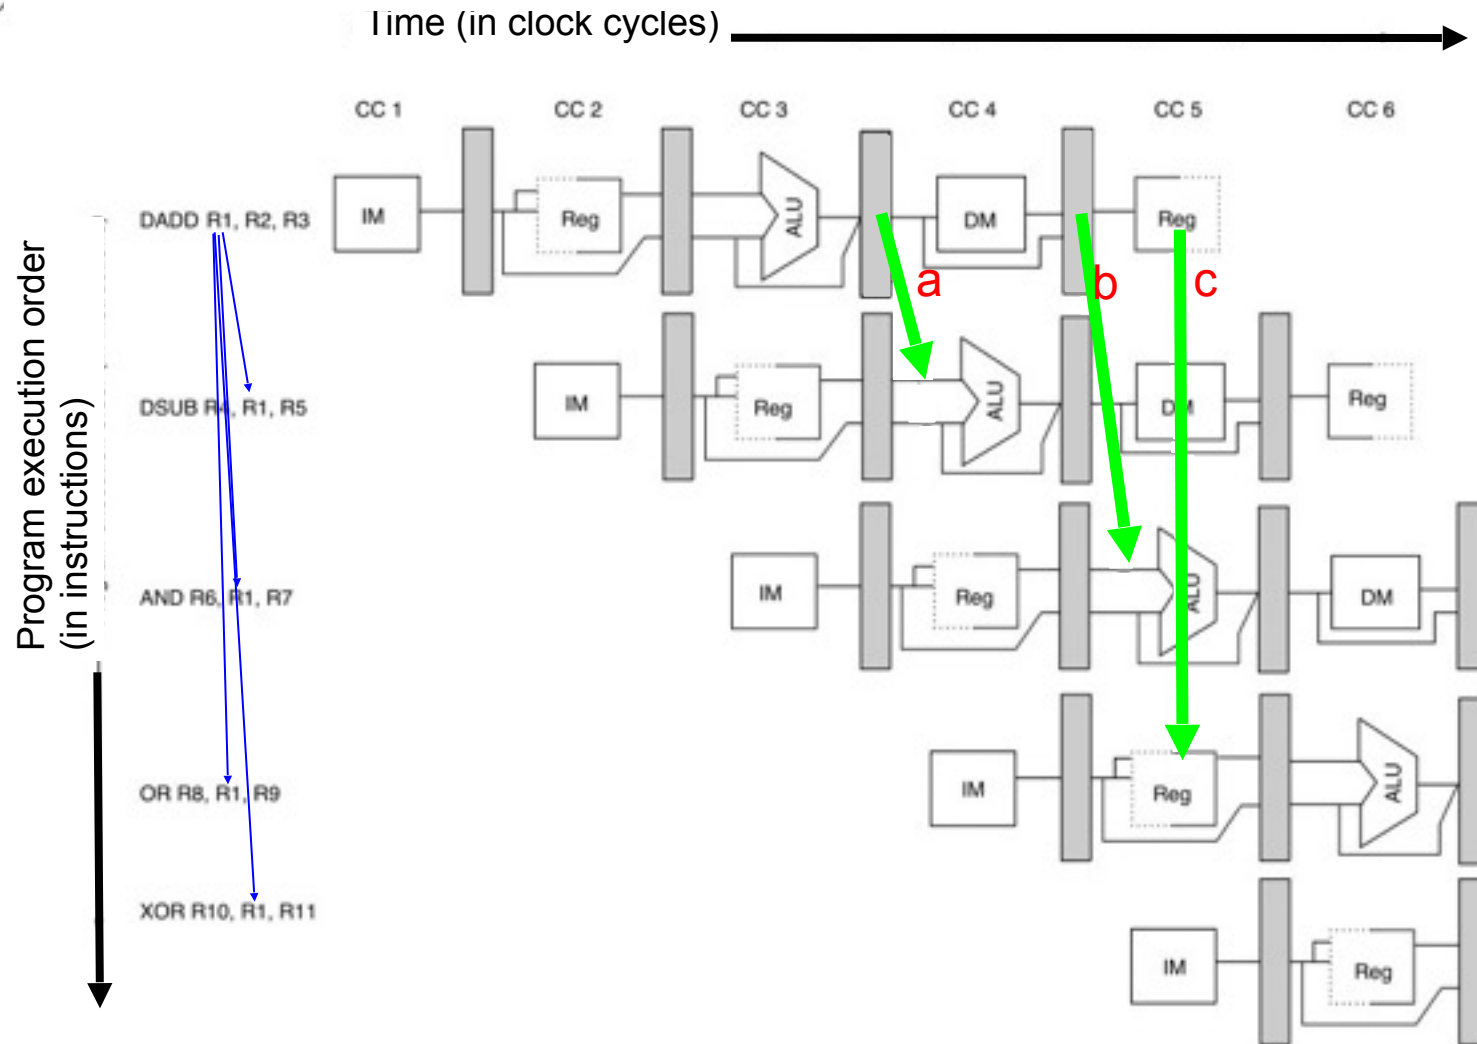 Time (in clock cycles)
CC 1 CC 2 CC 3 CC 4 CC 5 CC 6
Program execution order
(in instructions)
DADD R1, R2, R3 IM Reg ALU DM Reg
a b c
DSUB R4, R1, R5 IM Reg ALU DM Reg
AND R6, R1, R7 IM Reg ALU DM
OR R8, R1, R9 IM Reg ALU
XOR R10, R1, R11
IM Reg